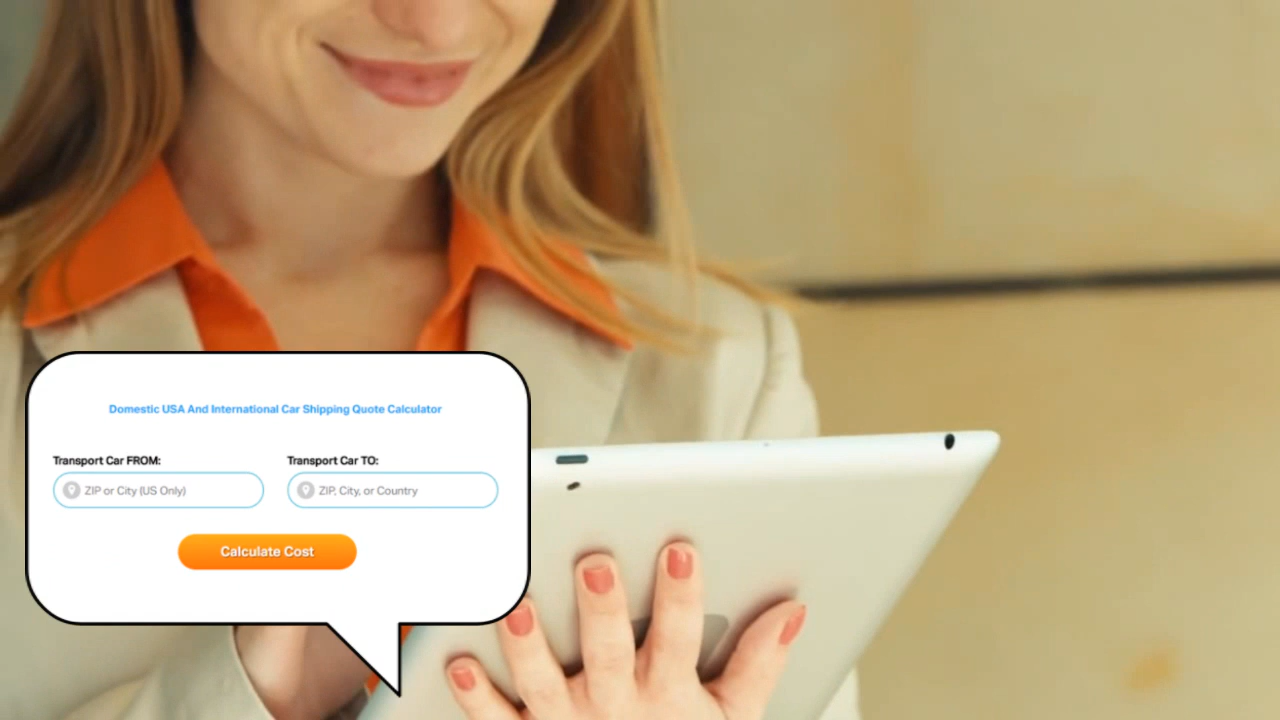 Domestic USA And International Car Shipping Quote Calculator
Transport Car FROM: Transport Car TO:
ZIP or City (US Only) ZIP, City, or Country
Calculate Cost